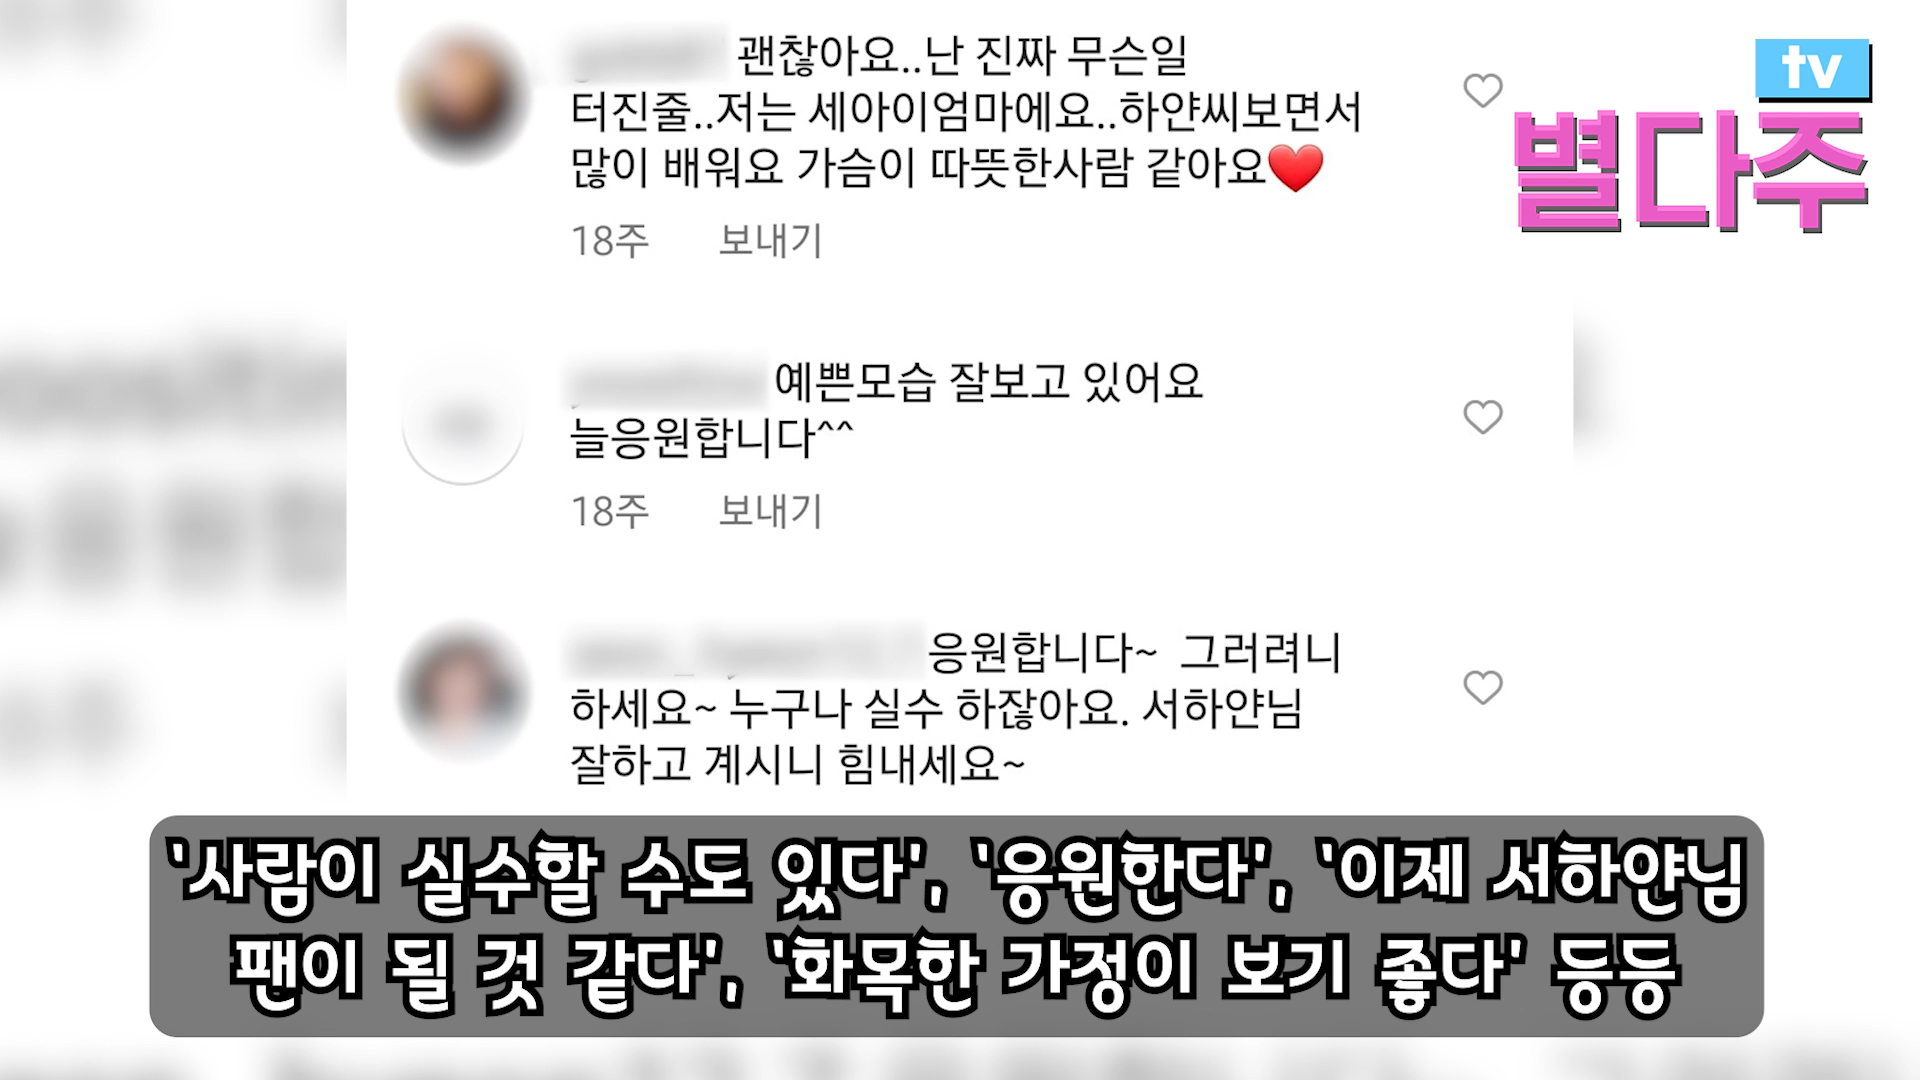 괜찮아요..난 진짜 무슨일
터진줄..저는 세아이엄마에요..하얀씨보면서
많이 배워요 가슴이 따뜻한사람 같아요❤️
18주 보내기
예쁜모습 잘보고 있어요
늘응원합니다^^
18주 보내기
응원합니다~ 그러려니
하세요~ 누구나 실수 하잖아요. 서하얀님
잘하고 계시니 힘내세요~
tv
별다주
'사람이 실수할 수도 있다', '응원한다', '이제 서하얀님
팬이 될 것 같다', '화목한 가정이 보기 좋다' 등등